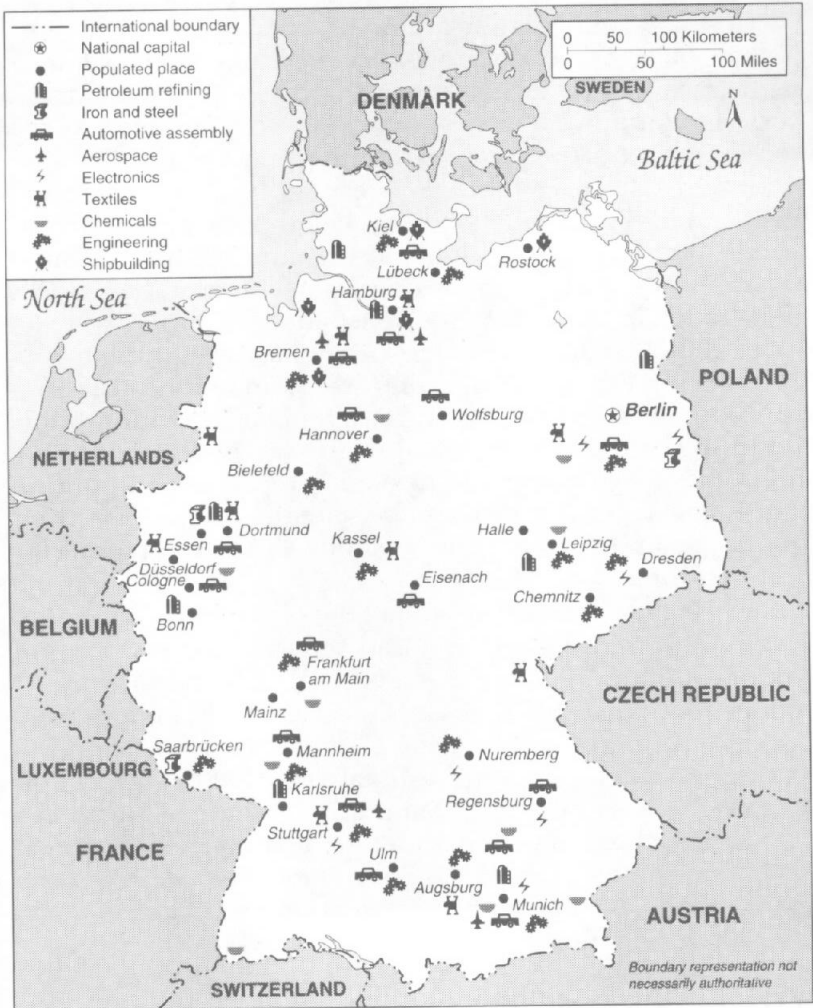 International boundary
National capital
Populated place
Petroleum refining
Iron and steel
Automotive assembly
Aerospace
Electronics
Textiles
Chemicals
Engineering
Shipbuilding
0 50 100 Kilometers
0 50 100 Miles
SWEDEN
N
DENMARK
Baltic Sea
North Sea
Kiel
Rostock
Lübeck
Hamburg
Bremen
POLAND
Wolfsburg
Berlin
Hannover
NETHERLANDS
Bielefeld
Dortmund
Essen
Düsseldorf
Cologne
Bonn
Kassel
Halle
Leipzig
Dresden
Eisenach
Chemnitz
BELGIUM
Frankfurt
am Main
Mainz
CZECH REPUBLIC
LUXEMBOURG
Saarbrücken
Mannheim
Nuremberg
Karlsruhe
Regensburg
FRANCE
Stuttgart
Ulm
Augsburg
Munich
AUSTRIA
SWITZERLAND
Boundary representation not
necessarily authoritative